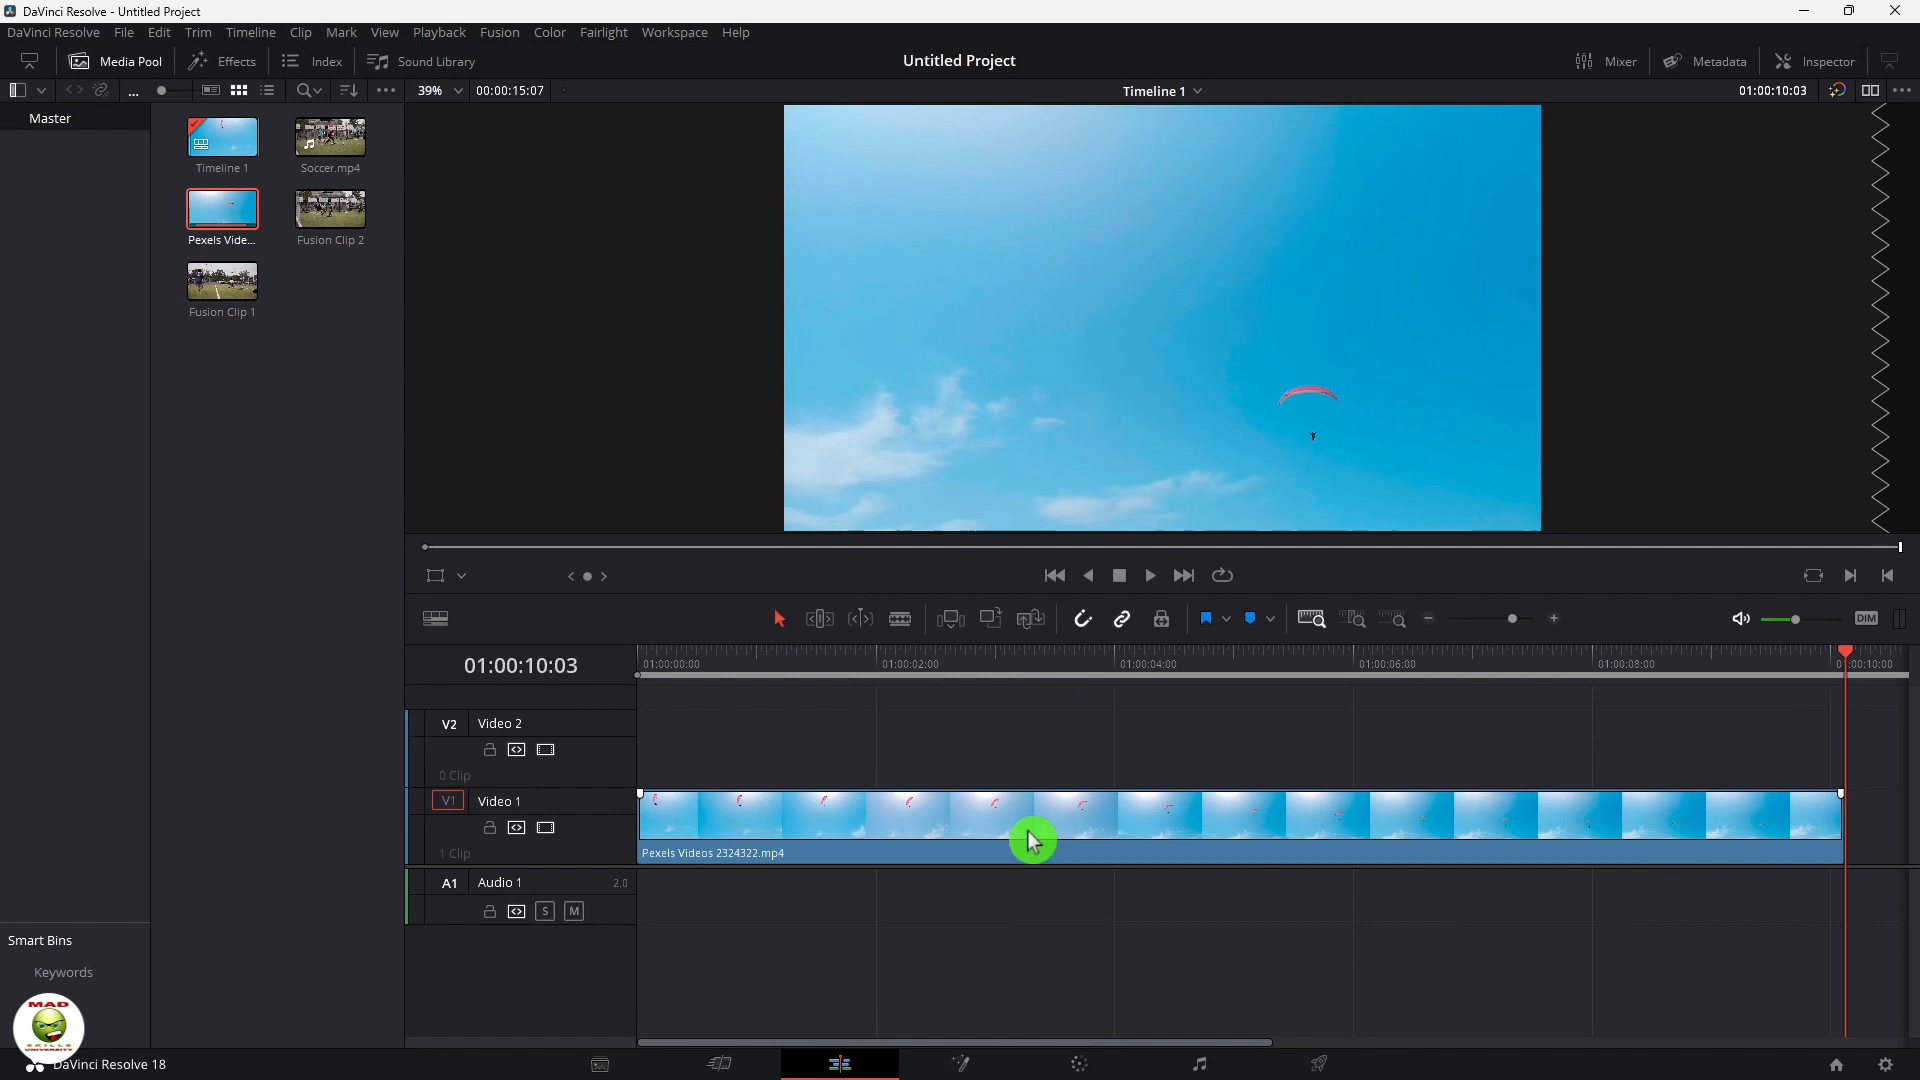 DaVinci Resolve - Untitled Project
DaVinci Resolve File Edit Trim Timeline Clip Mark View Playback Fusion Color Fairlight Workspace Help
Media Pool Effects Index Sound Library Untitled Project Mixer Metadata Inspector
... 39% 00:00:15:07 Timeline 1 01:00:10:03
Master
Timeline 1 Soccer.mp4
Pexels Vide... Fusion Clip 2
Fusion Clip 1
DIM
01:00:10:03 01:00:00:00 01:00:02:00 01:00:04:00 01:00:06:00 01:00:08:00 01:00:10:00
V2 Video 2
0 Clip
V1 Video 1
1 Clip Pexels Videos 2324322.mp4
A1 Audio 1 2.0
S M
Smart Bins
Keywords
MAD
SKILLS
UNIVERSITY
DaVinci Resolve 18